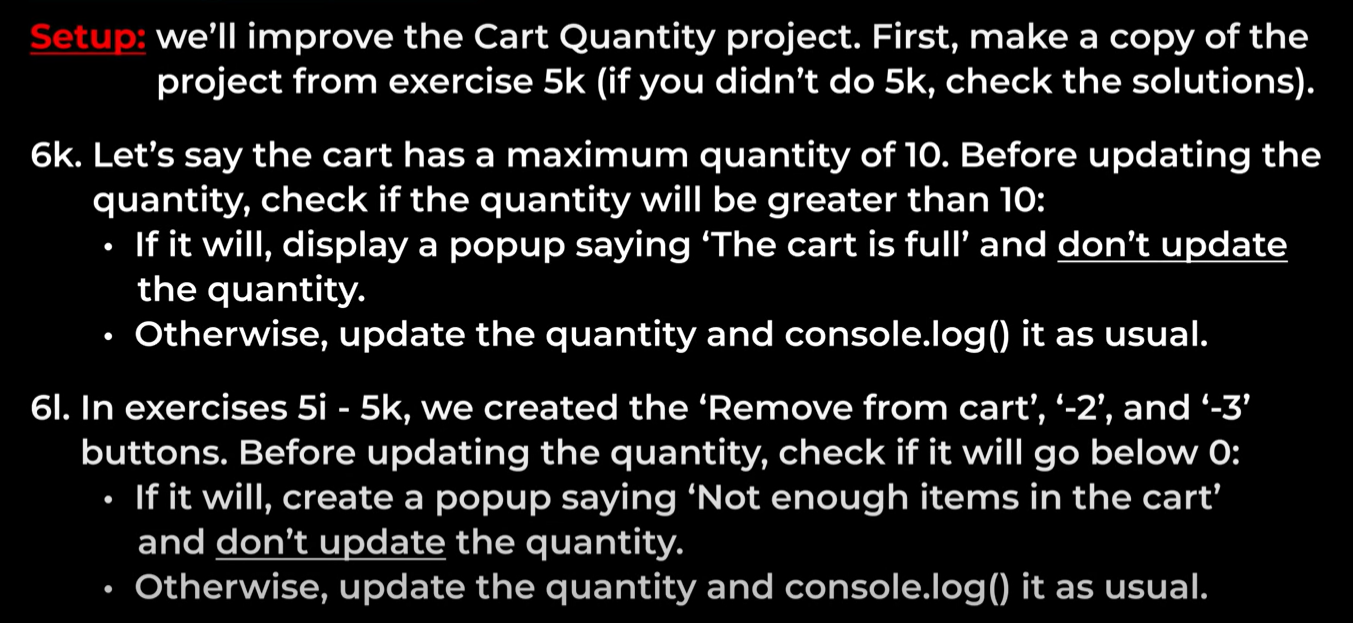 Setup: we’ll improve the Cart Quantity project. First, make a copy of the
project from exercise 5k (if you didn’t do 5k, check the solutions).
6k. Let’s say the cart has a maximum quantity of 10. Before updating the
quantity, check if the quantity will be greater than 10:
• If it will, display a popup saying ‘The cart is full’ and don’t update
the quantity.
• Otherwise, update the quantity and console.log() it as usual.
6l. In exercises 5i - 5k, we created the ‘Remove from cart’, ‘-2’, and ‘-3’
buttons. Before updating the quantity, check if it will go below 0:
• If it will, create a popup saying ‘Not enough items in the cart’
and don’t update the quantity.
• Otherwise, update the quantity and console.log() it as usual.